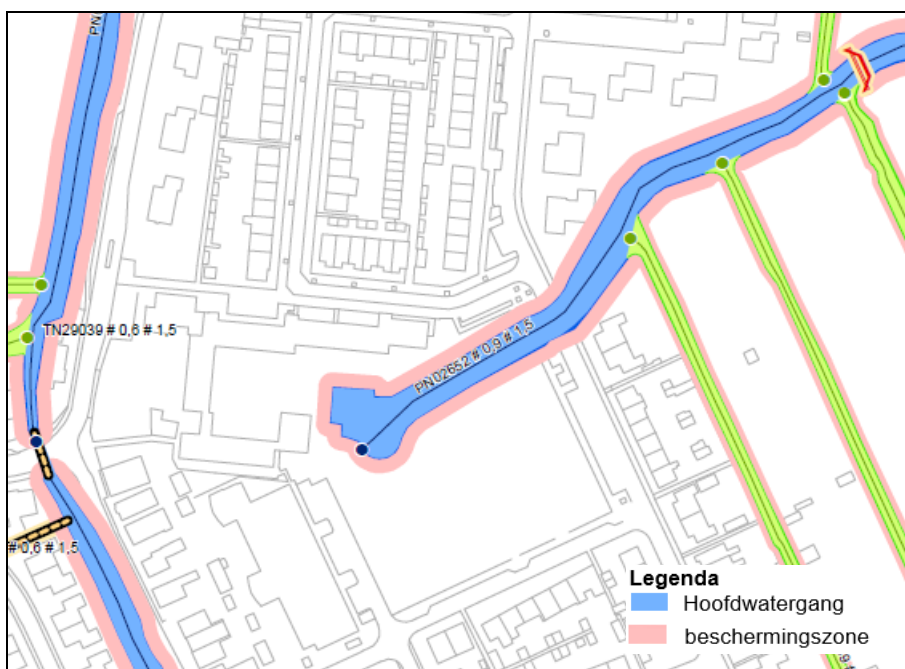 PN
TN29039 # 0,6 # 1,5
PN02652 # 0,9 # 1,5
# 0,6 # 1,5
Legenda
Hoofdwatergang
beschermingszone